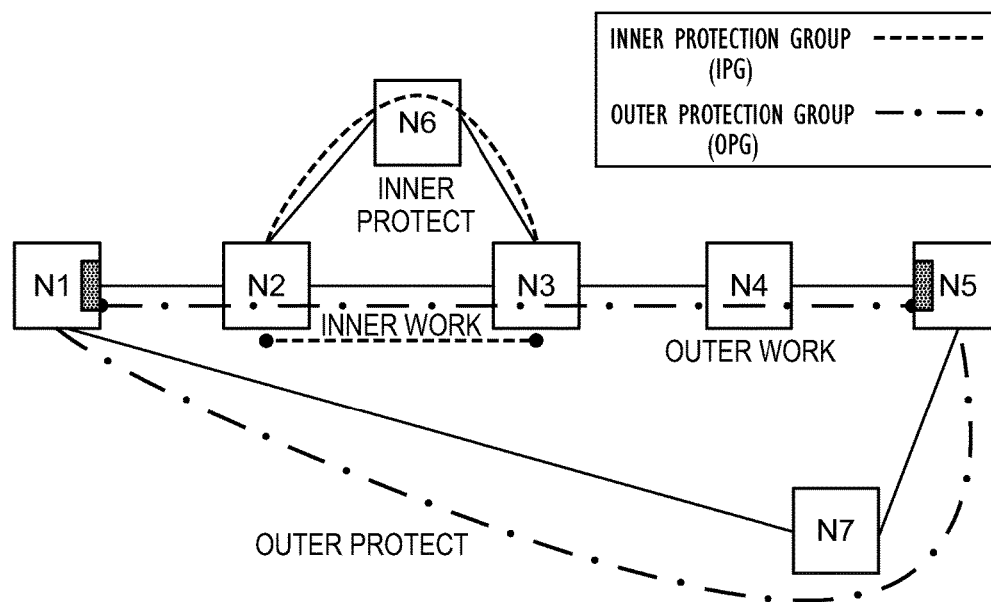 INNER PROTECTION GROUP
(IPG)
OUTER PROTECTION GROUP
(OPG)
N6
INNER
PROTECT
N1
N2
N3
N4
N5
INNER WORK
OUTER WORK
N7
OUTER PROTECT